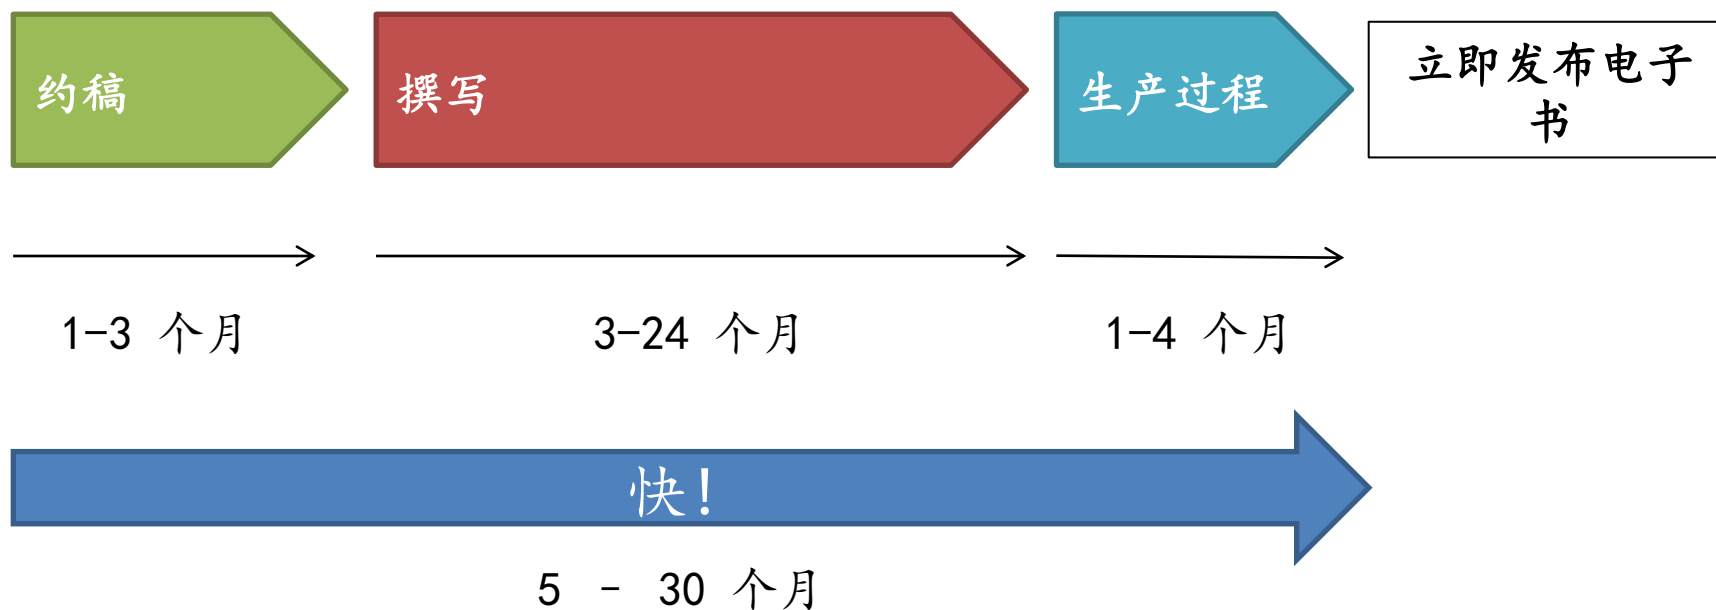 约稿
撰写
生产过程
立即发布电子
书
1-3 个月
3-24 个月
1-4 个月
快!
5 - 30 个月